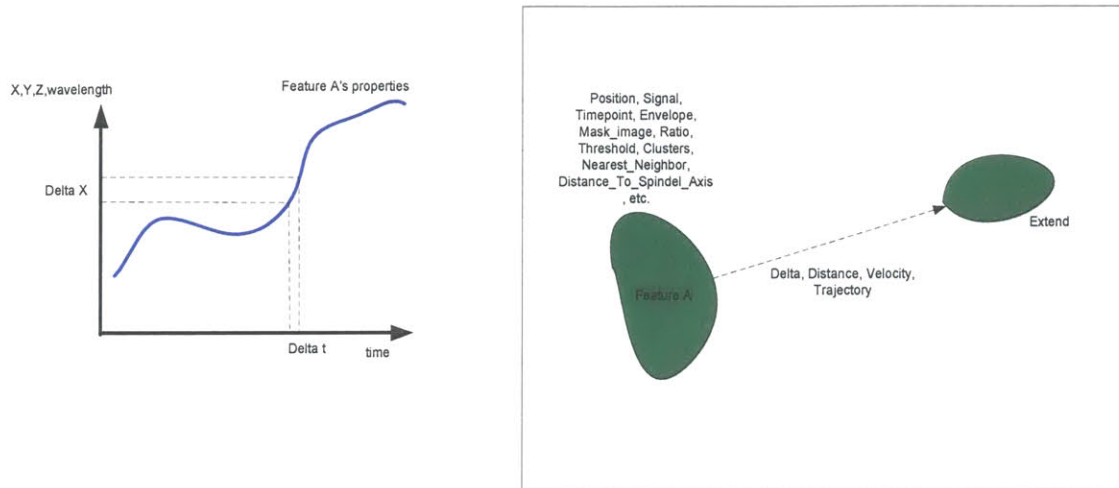 Feature A's properties
X,Y,Z,wavelength
Delta X
Delta t
time
Position, Signal,
Timepoint, Envelope,
Mask_image, Ratio,
Threshold, Clusters,
Nearest_Neighbor,
Distance_To_Spindel_Axis
, etc.
Extend
Delta, Distance, Velocity,
Trajectory
Feature A